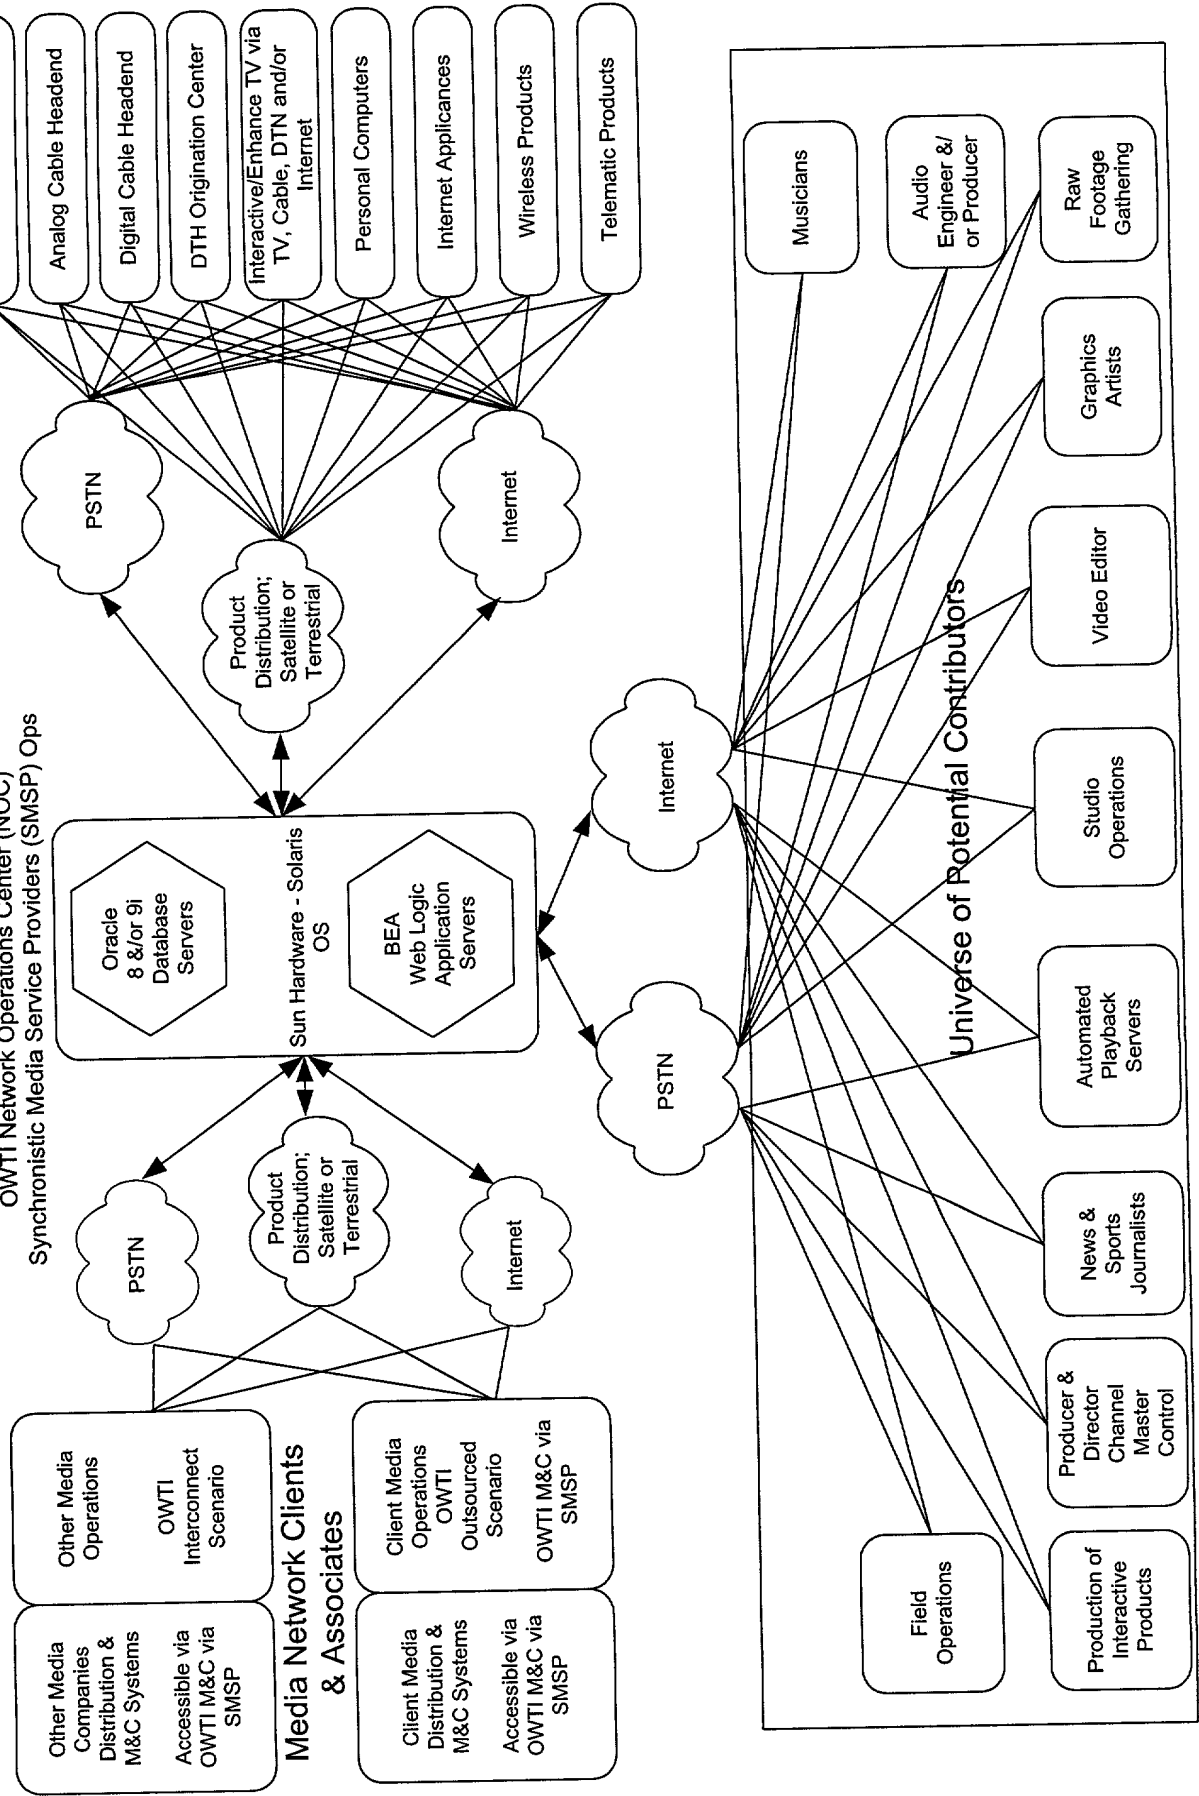 OWTI Network Operations Center (NOC)
Synchronistic Media Service Providers (SMSP) Ops
Other Media
Companies
Distribution &
M&C Systems
Accessible via
OWTI M&C via
SMSP
Other Media
Operations
OWTI
Interconnect
Scenario
Media Network Clients
& Associates
Client Media
Distribution &
M&C Systems
Accessible via
OWTI M&C via
SMSP
Client Media
Operations
OWTI
Outsourced
Scenario
OWTI M&C via
SMSP
PSTN
Product
Distribution;
Satellite or
Terrestrial
Internet
Oracle
8 &/or 9i
Database
Servers
Sun Hardware - Solaris
OS
BEA
Web Logic
Application
Servers
PSTN
Product
Distribution;
Satellite or
Terrestrial
Internet
Analog Cable Headend
Digital Cable Headend
DTH Origination Center
Interactive/Enhance TV via
TV, Cable, DTN and/or
Internet
Personal Computers
Internet Applicances
Wireless Products
Telematic Products
PSTN
Internet
Universe of Potential Contributors
Field
Operations
Production of
Interactive
Products
Producer &
Director
Channel
Master
Control
News &
Sports
Journalists
Automated
Playback
Servers
Studio
Operations
Video Editor
Graphics
Artists
Raw
Footage
Gathering
Audio
Engineer &/
or Producer
Musicians